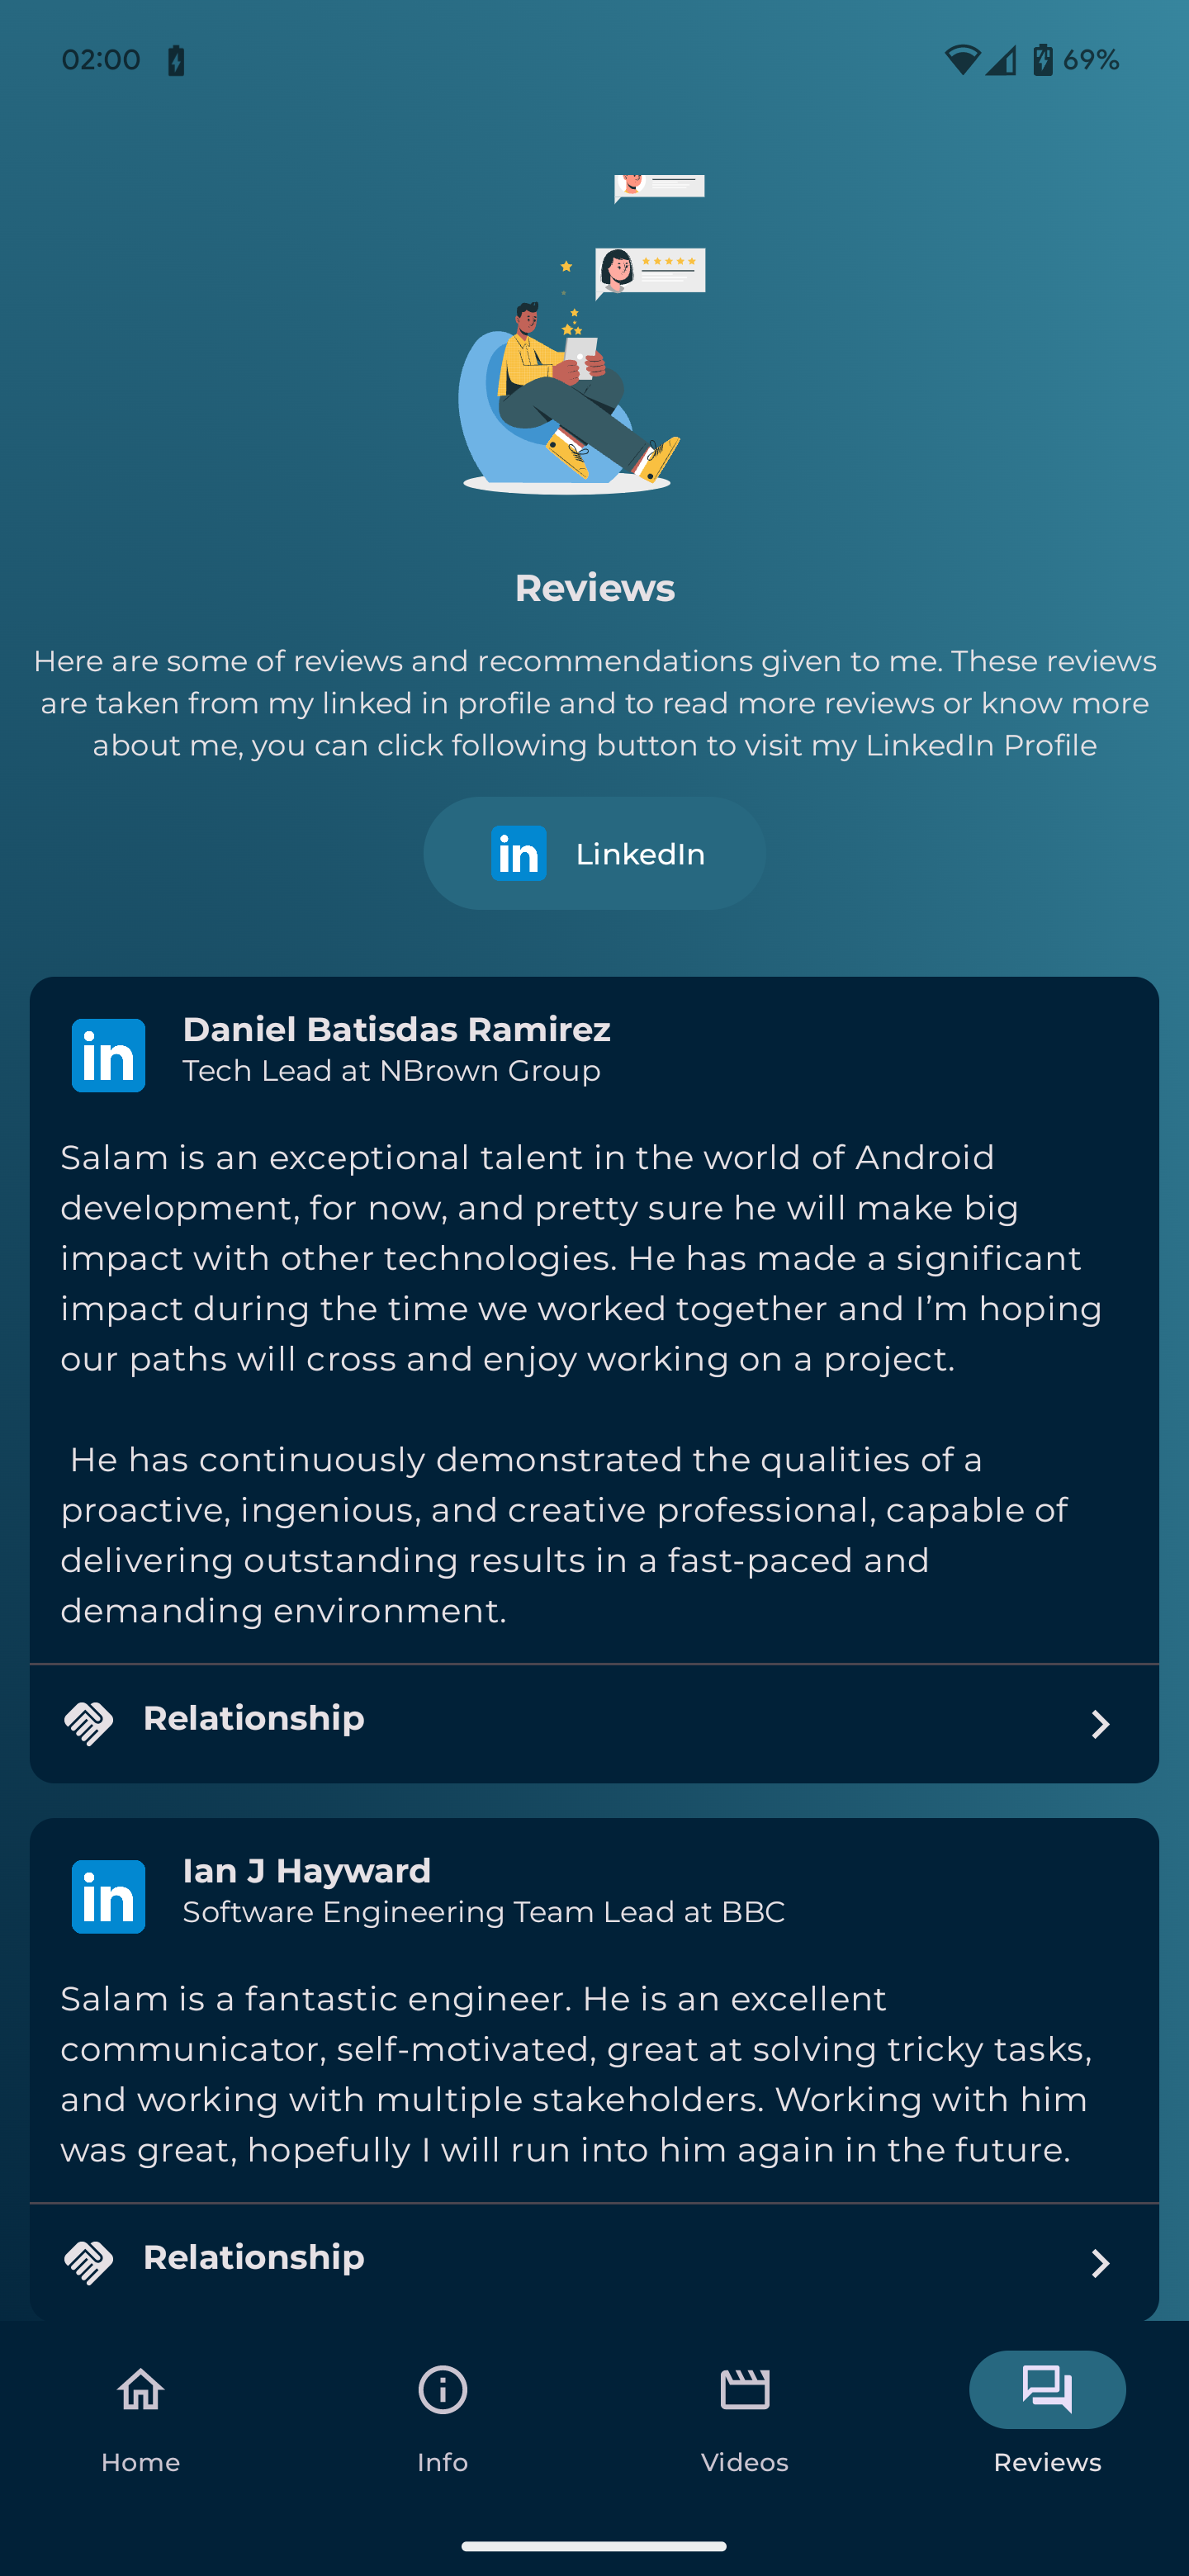 02:00
69%
Reviews
Here are some of reviews and recommendations given to me. These reviews
are taken from my linked in profile and to read more reviews or know more
about me, you can click following button to visit my LinkedIn Profile
in LinkedIn
in Daniel Batisdas Ramirez
Tech Lead at NBrown Group
Salam is an exceptional talent in the world of Android
development, for now, and pretty sure he will make big
impact with other technologies. He has made a significant
impact during the time we worked together and I’m hoping
our paths will cross and enjoy working on a project.
He has continuously demonstrated the qualities of a
proactive, ingenious, and creative professional, capable of
delivering outstanding results in a fast-paced and
demanding environment.
Relationship
in Ian J Hayward
Software Engineering Team Lead at BBC
Salam is a fantastic engineer. He is an excellent
communicator, self-motivated, great at solving tricky tasks,
and working with multiple stakeholders. Working with him
was great, hopefully I will run into him again in the future.
Relationship
Home
Info
Videos
Reviews